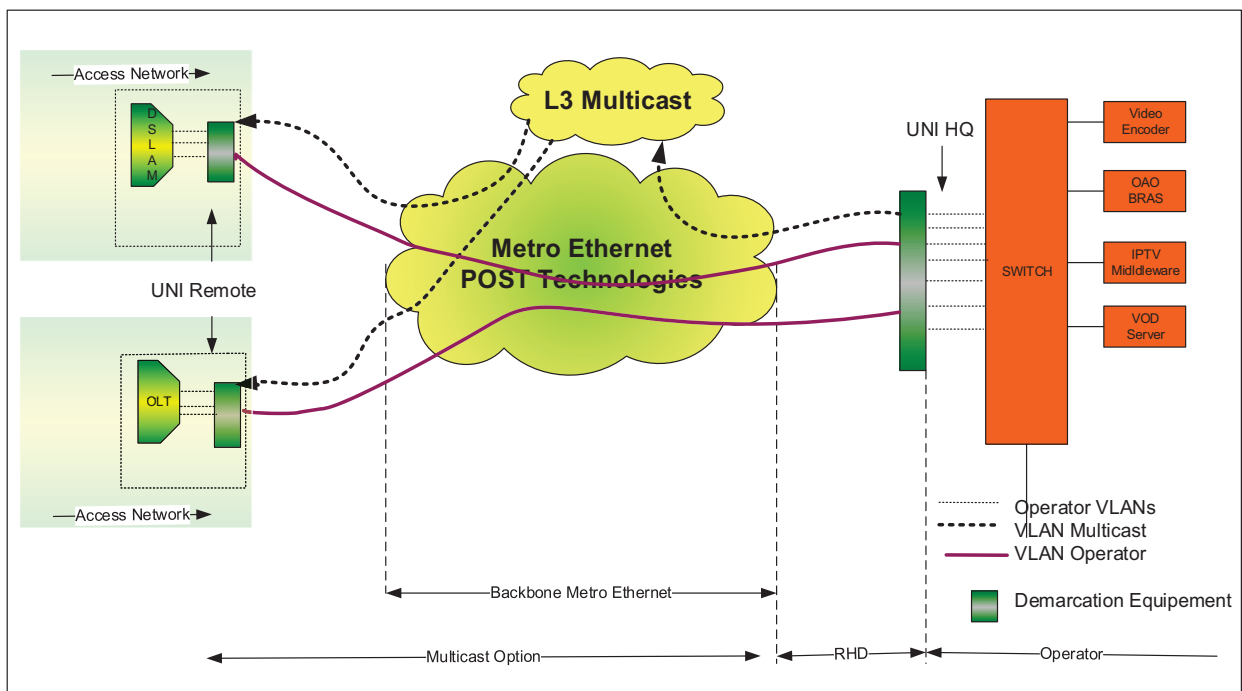 Access Network
DSLAM
UNI Remote
OLT
Access Network
L3 Multicast
Metro Ethernet
POST Technologies
UNI HQ
SWITCH
Video
Encoder
OAO
BRAS
IPTV
MidIdleware
VOD
Server
Operator VLANs
VLAN Multicast
VLAN Operator
Demarcation Equipement
Backbone Metro Ethernet
Multicast Option
RHD
Operator